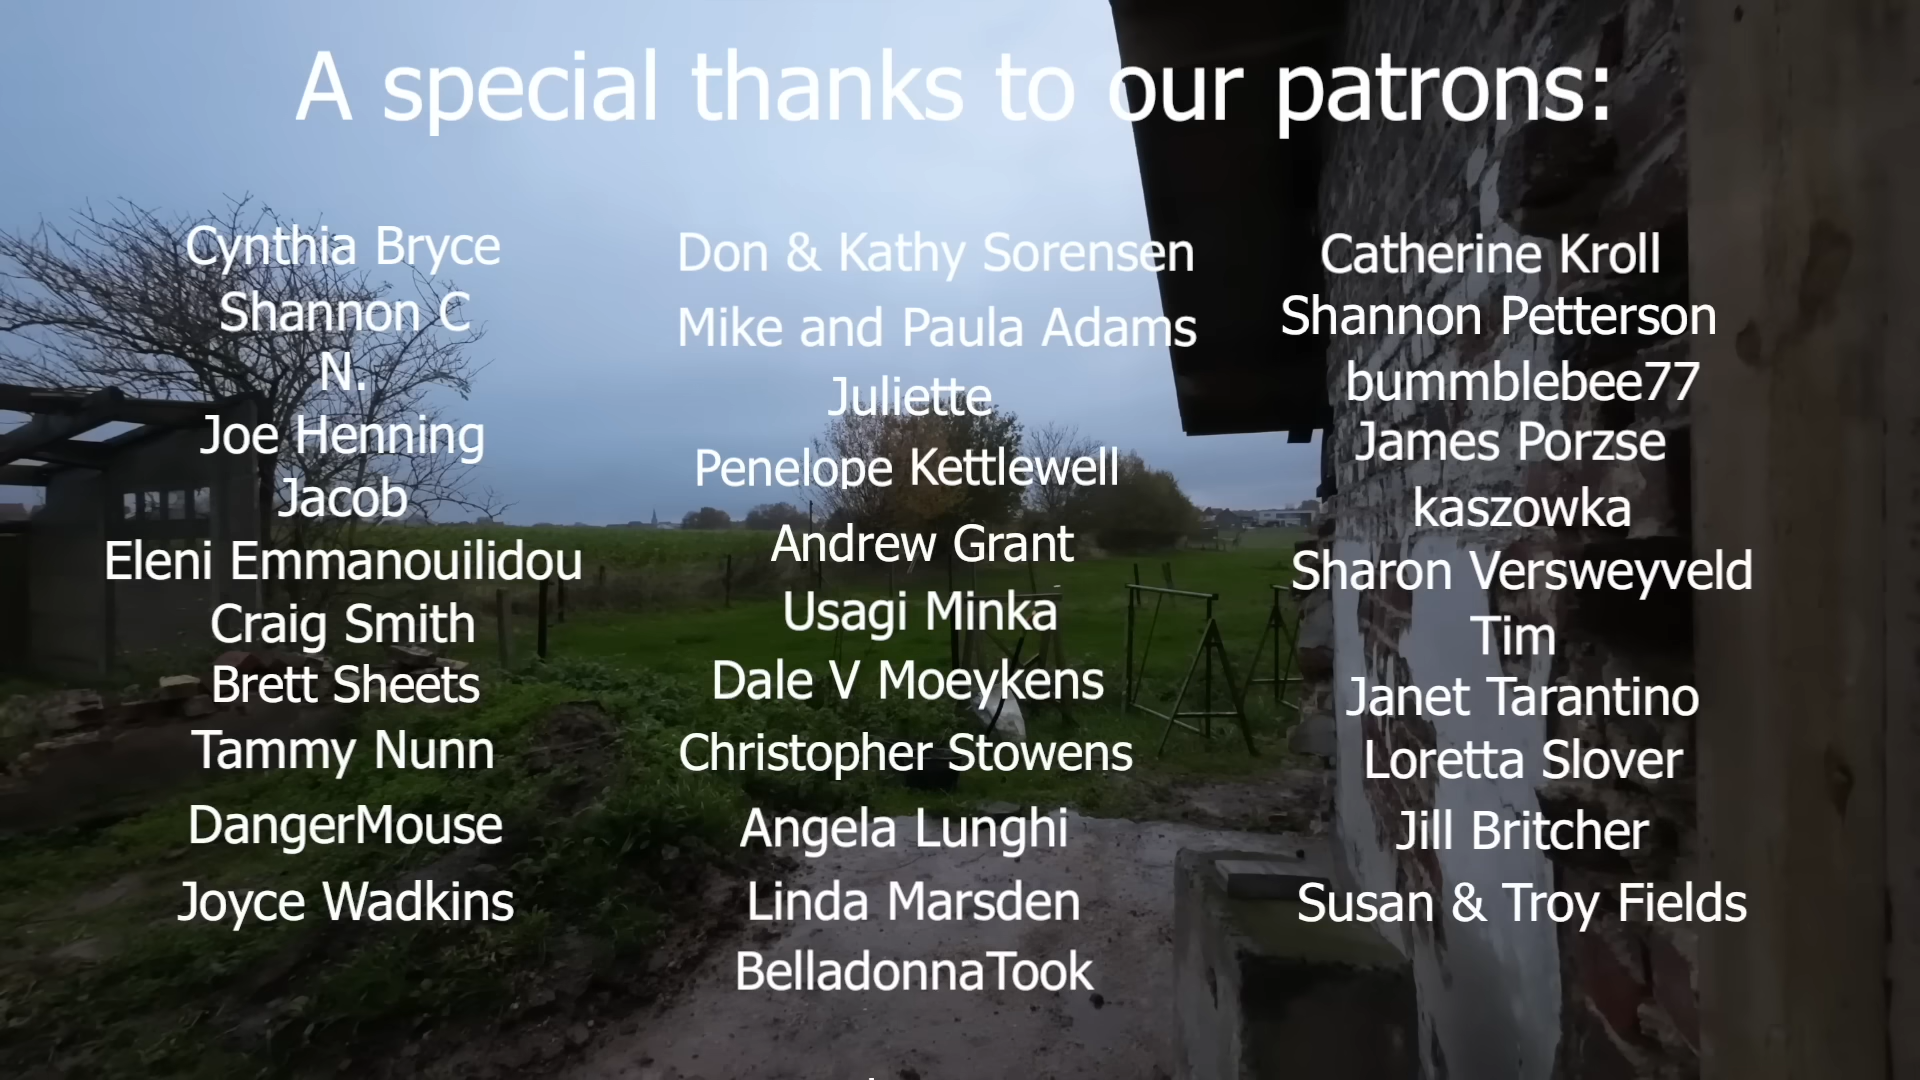 A special thanks to our patrons:
Cynthia Bryce
Shannon C
N.
Joe Henning
Jacob
Eleni Emmanouilidou
Craig Smith
Brett Sheets
Tammy Nunn
DangerMouse
Joyce Wadkins
Don & Kathy Sorensen
Mike and Paula Adams
Juliette
Penelope Kettlewell
Andrew Grant
Usagi Minka
Dale V Moeykens
Christopher Stowens
Angela Lunghi
Linda Marsden
BelladonnaTook
Catherine Kroll
Shannon Petterson
bummblebee77
James Porzse
kaszowka
Sharon Versweyveld
Tim
Janet Tarantino
Loretta Slover
Jill Britcher
Susan & Troy Fields